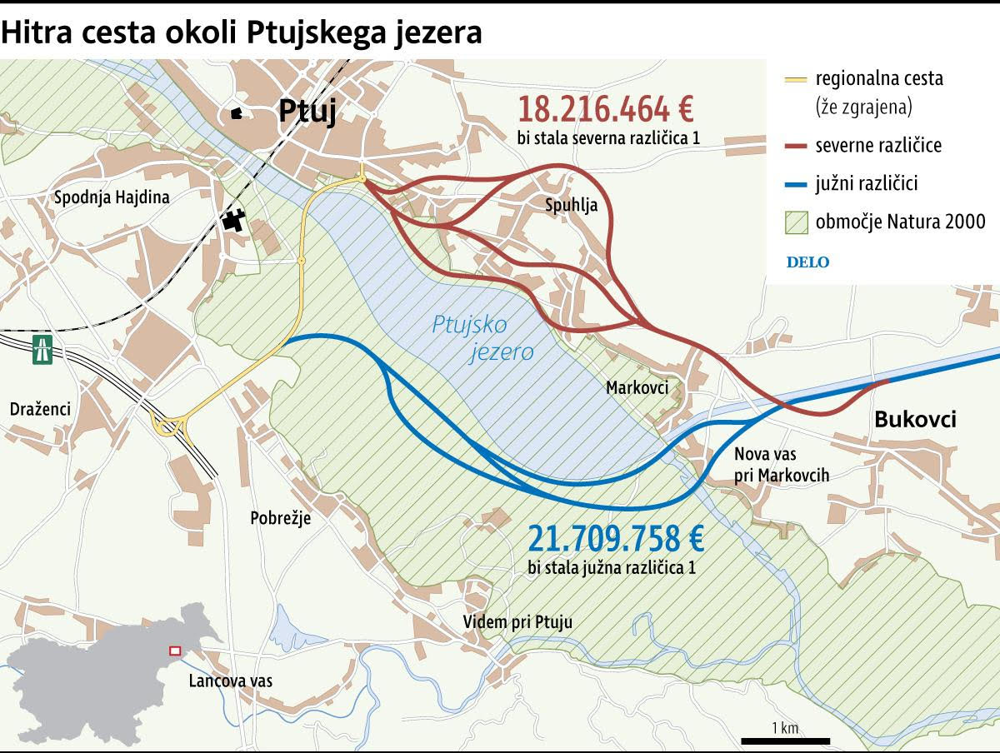 Hitra cesta okoli Ptujskega jezera
Ptuj
18.216.464 €
bi stala severna različica 1
regionalna cesta
(že zgrajena)
severne različice
južni različici
območje Natura 2000
DELO
Spodnja Hajdina
Spuhlja
Ptujsko
jezero
Markovci
Draženci
Bukovci
Nova vas
pri Markovcih
Pobrežje
21.709.758 €
bi stala južna različica 1
Videm pri Ptuju
Lancova vas
1 km